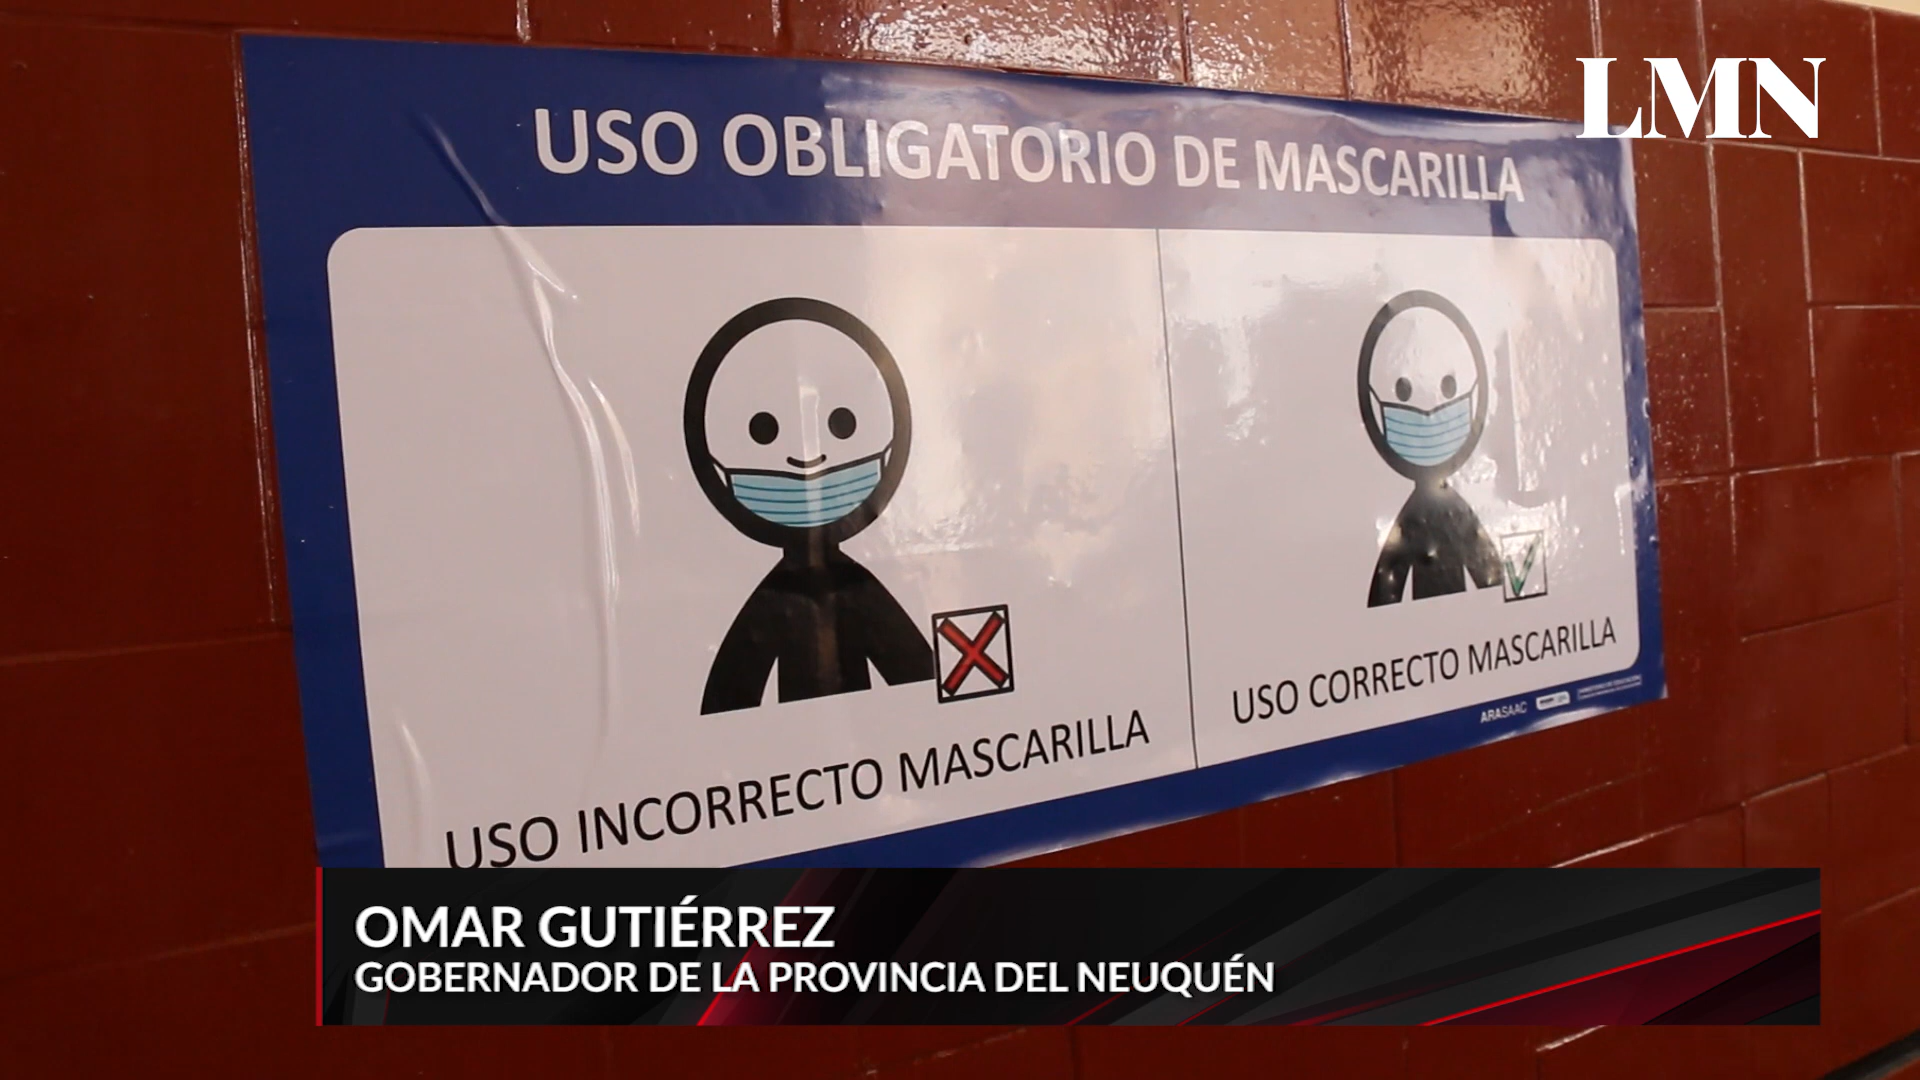 LMN
USO OBLIGATORIO DE MASCARILLA
USO INCORRECTO MASCARILLA
USO CORRECTO MASCARILLA
ARASAAC
OMAR GUTIÉRREZ
GOBERNADOR DE LA PROVINCIA DEL NEUQUÉN